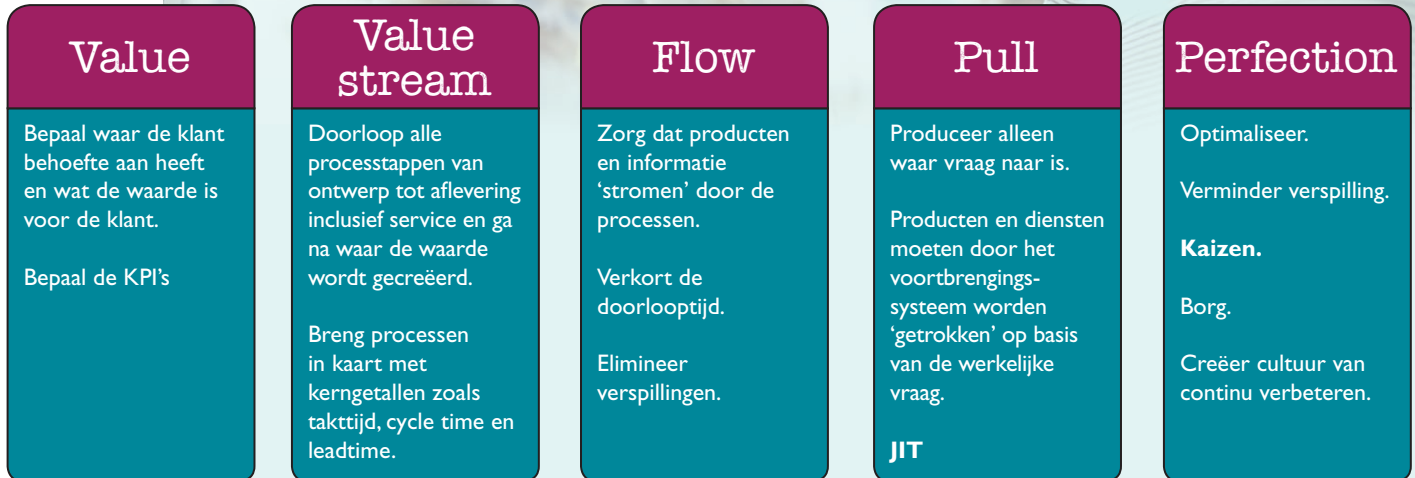 Value
Bepaal waar de klant
behoefte aan heeft
en wat de waarde is
voor de klant.
Bepaal de KPI's
Value
stream
Doorloop alle
processtappen van
ontwerp tot aflevering
inclusief service en ga
na waar de waarde
wordt gecreëerd.
Breng processen
in kaart met
kerngetallen zoals
takttijd, cycle time en
leadtime.
Flow
Zorg dat producten
en informatie
‘stromen’ door de
processen.
Verkort de
doorlooptijd.
Elimineer
verspillingen.
Pull
Produceer alleen
waar vraag naar is.
Producten en diensten
moeten door het
voortbrengings-
systeem worden
‘getrokken’ op basis
van de werkelijke
vraag.
JIT
Perfection
Optimaliseer.
Verminder verspilling.
Kaizen.
Borg.
Creëer cultuur van
continu verbeteren.